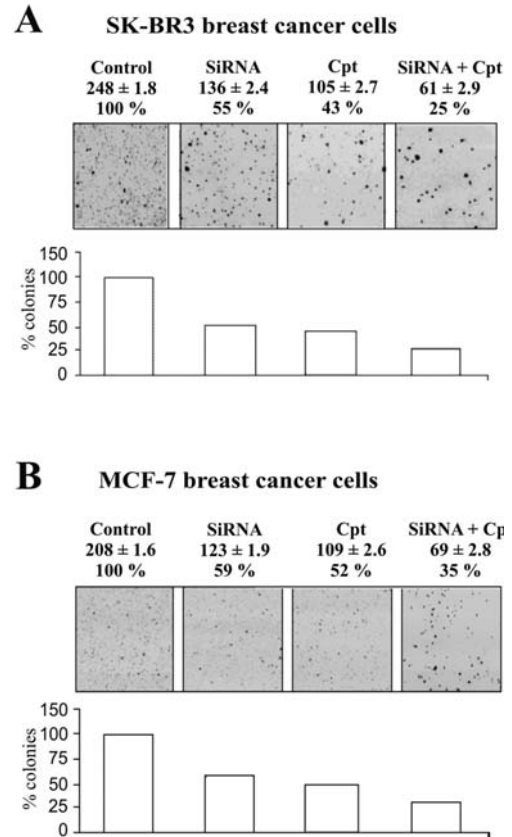 A
SK-BR3 breast cancer cells
Control SiRNA Cpt SiRNA + Cpt
248 ± 1.8 136 ± 2.4 105 ± 2.7 61 ± 2.9
100 % 55 % 43 % 25 %
% colonies
150
100
75
50
25
0
B
MCF-7 breast cancer cells
Control SiRNA Cpt SiRNA + Cp
208 ± 1.6 123 ± 1.9 109 ± 2.6 69 ± 2.8
100 % 59 % 52 % 35 %
% colonies
150
100
75
50
25
0